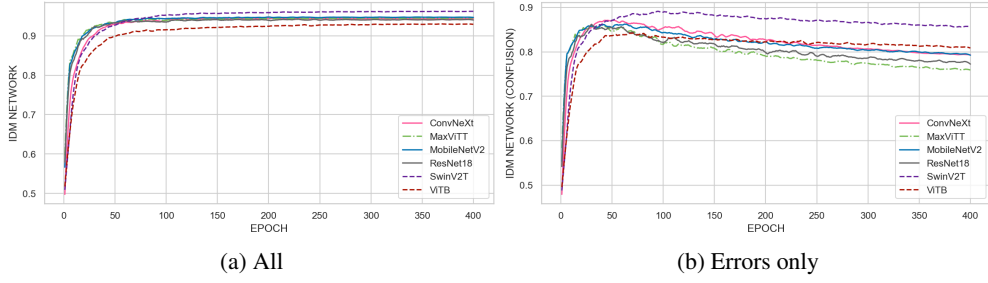 IDM NETWORK
0.9
0.8
0.7
0.6
0.5
0
50
100
150
200
250
300
350
400
EPOCH
ConvNeXt
MaxViTT
MobileNetV2
ResNet18
SwinV2T
ViTB
(a) All
IDM NETWORK (CONFUSION)
0.9
0.8
0.7
0.6
0.5
0
50
100
150
200
250
300
350
400
EPOCH
ConvNeXt
MaxViTT
MobileNetV2
ResNet18
SwinV2T
ViTB
(b) Errors only